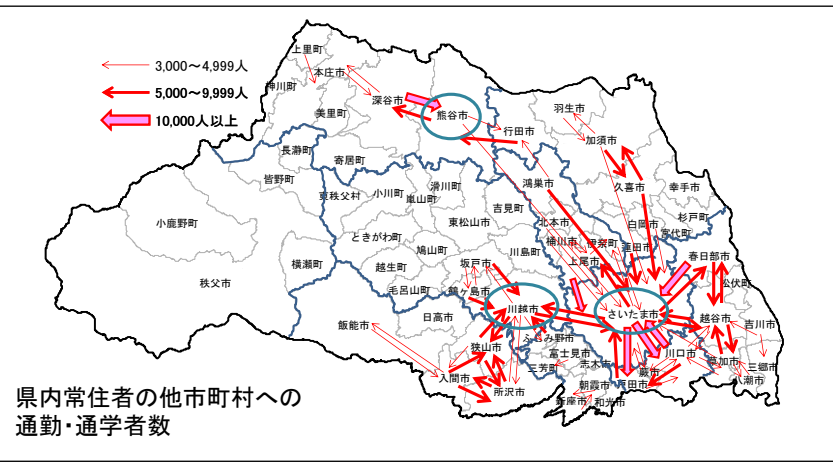 3,000～4,999人
5,000～9,999人
10,000人以上
上里町
本庄市
神川町
美里町
深谷市
熊谷市
行田市
羽生市
加須市
長瀞町
寄居町
皆野町
小鹿野町
秩父市
横瀬町
東秩父村
小川町
滑川町
嵐山町
吉見町
東松山市
ときがわ町
鳩山町
越生町
毛呂山町
川島町
坂戸市
鶴ヶ島市
鴻巣市
北本市
桶川市
伊奈町
上尾市
久喜市
幸手市
白岡市
杉戸町
宮代町
蓮田市
春日部市
松伏町
さいたま市
越谷市
吉川市
川越市
日高市
飯能市
狭山市
入間市
所沢市
ふじみ野市
富士見市
三芳町
志木市
朝霞市
新座市
和光市
川口市
蕨市
戸田市
草加市
八潮市
三郷市
県内常住者の他市町村への
通勤・通学者数